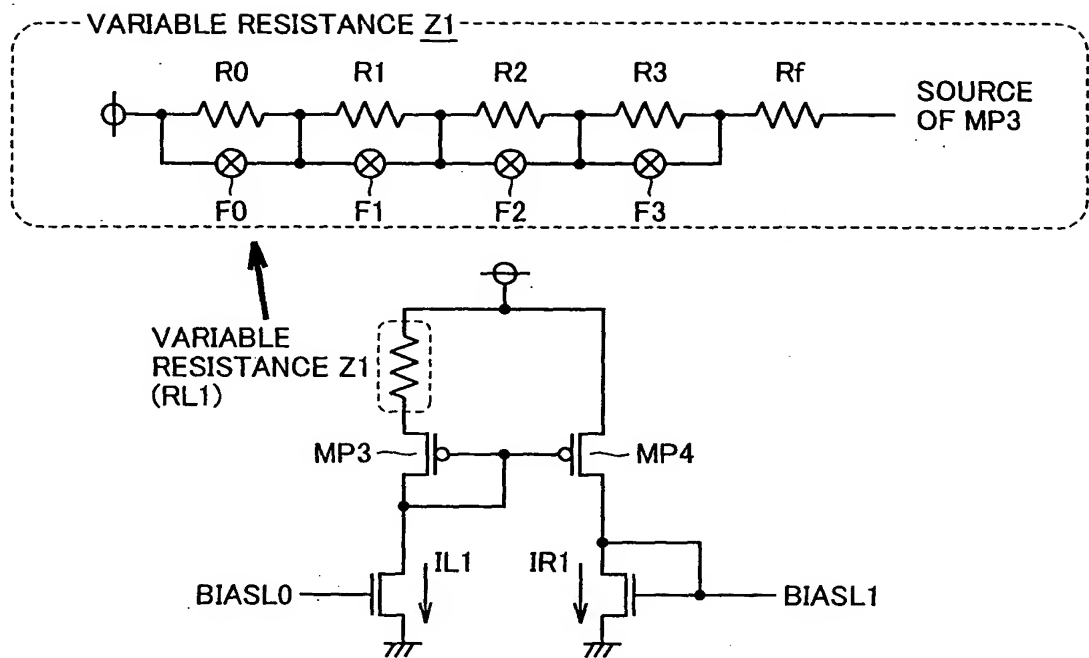 VARIABLE RESISTANCE Z1
R0 R1 R2 R3 Rf
SOURCE
OF MP3
F0 F1 F2 F3
VARIABLE
RESISTANCE Z1
(RL1)
MP3 MP4
IL1 IR1
BIASL0 BIASL1